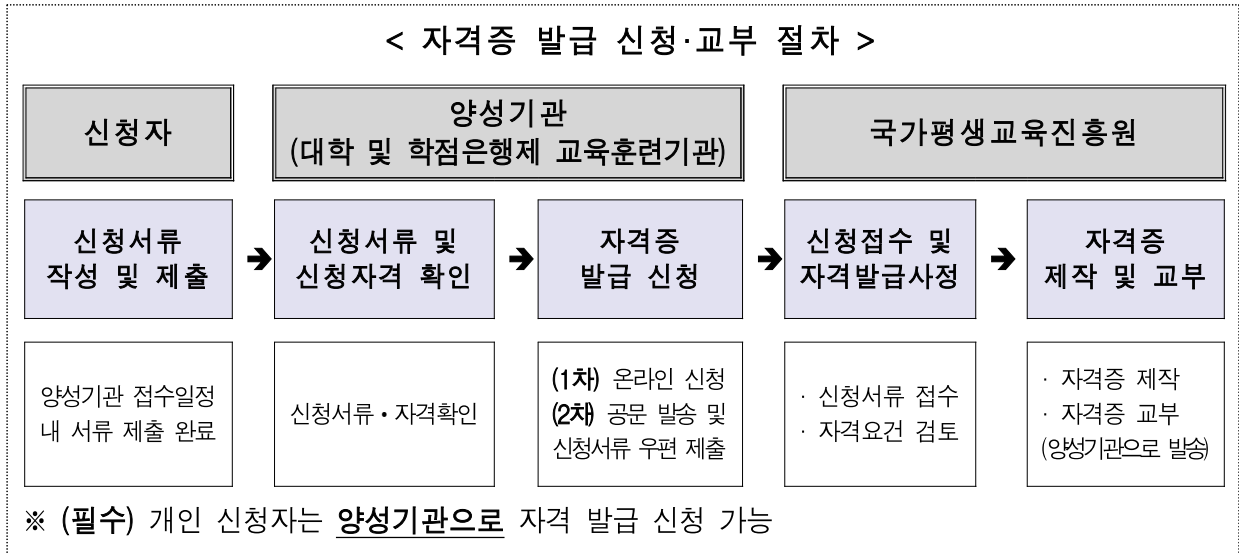 < 자격증 발급 신청·교부 절차 >
신청자
양성기관
(대학 및 학점은행제 교육훈련기관)
국가평생교육진흥원
신청서류
작성 및 제출
➔
신청서류 및
신청자격 확인
➔
자격증
발급 신청
➔
신청접수 및
자격발급사정
➔
자격증
제작 및 교부
양성기관 접수일정
내 서류 제출 완료
신청서류·자격확인
(1차) 온라인 신청
(2차) 공문 발송 및
신청서류 우편 제출
· 신청서류 접수
· 자격요건 검토
· 자격증 제작
· 자격증 교부
(양성기관으로 발송)
※ (필수) 개인 신청자는 양성기관으로 자격 발급 신청 가능